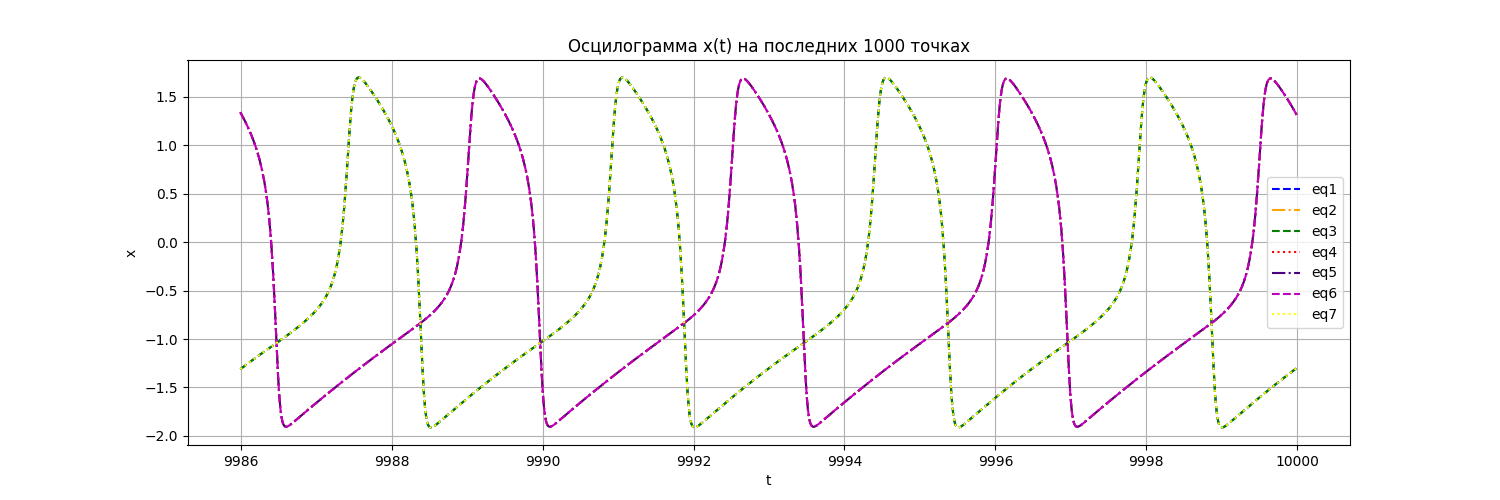 Осцилограмма x(t) на последних 1000 точках
x
1.5
1.0
0.5
0.0
−0.5
−1.0
−1.5
−2.0
eq1
eq2
eq3
eq4
eq5
eq6
eq7
9986
9988
9990
9992
9994
9996
9998
10000
t